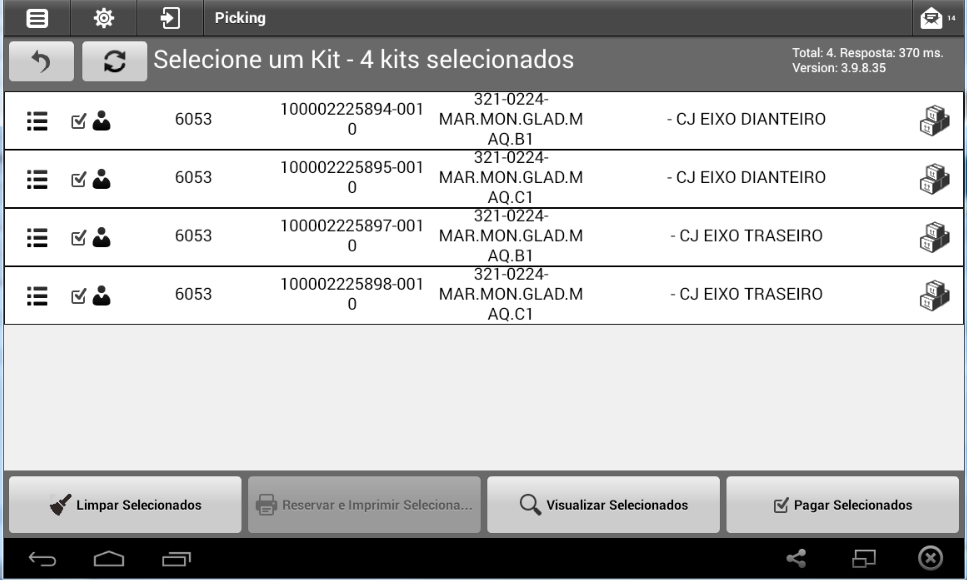 Picking
14
Selecione um Kit - 4 kits selecionados
Total: 4. Resposta: 370 ms.
Version: 3.9.8.35
6053
100002225894-001
0
321-0224-
MAR.MON.GLAD.M
AQ.B1
- CJ EIXO DIANTEIRO
6053
100002225895-001
0
321-0224-
MAR.MON.GLAD.M
AQ.C1
- CJ EIXO DIANTEIRO
6053
100002225897-001
0
321-0224-
MAR.MON.GLAD.M
AQ.B1
- CJ EIXO TRASEIRO
6053
100002225898-001
0
321-0224-
MAR.MON.GLAD.M
AQ.C1
- CJ EIXO TRASEIRO
Limpar Selecionados
Reservar e Imprimir Seleciona...
Visualizar Selecionados
Pagar Selecionados